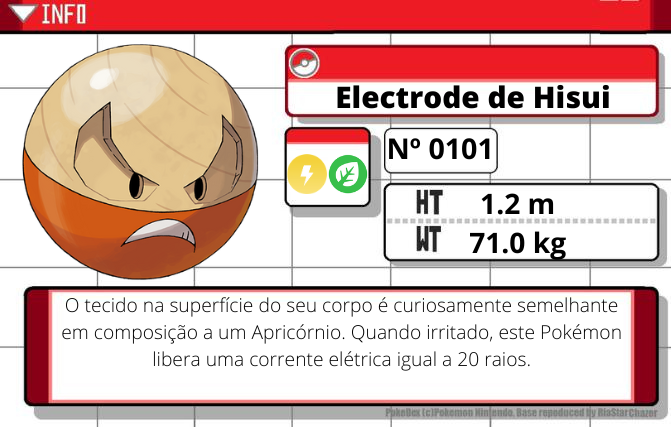 INFO
Electrode de Hisui
Nº 0101
HT 1.2 m
WT 71.0 kg
O tecido na superfície do seu corpo é curiosamente semelhante
em composição a um Apricórnio. Quando irritado, este Pokémon
libera uma corrente elétrica igual a 20 raios.
PokeDex (c)Pokemon Nintendo. Base reproduced by RiaStarChazer